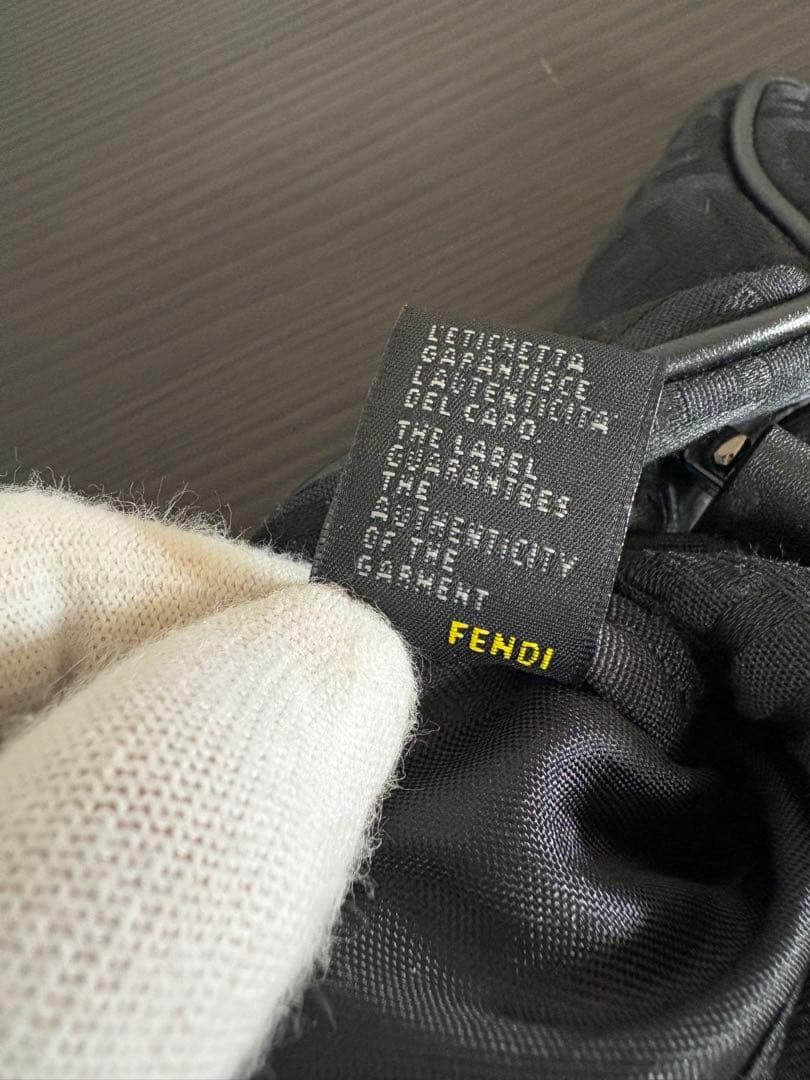 L'ETICHETTA
GARANTISCE
L'AUTENTICITA'
DEL CAPO.
THE LABEL
GUARANTEES
THE
AUTHENTICITY
OF THE
GARMENT
FENDI